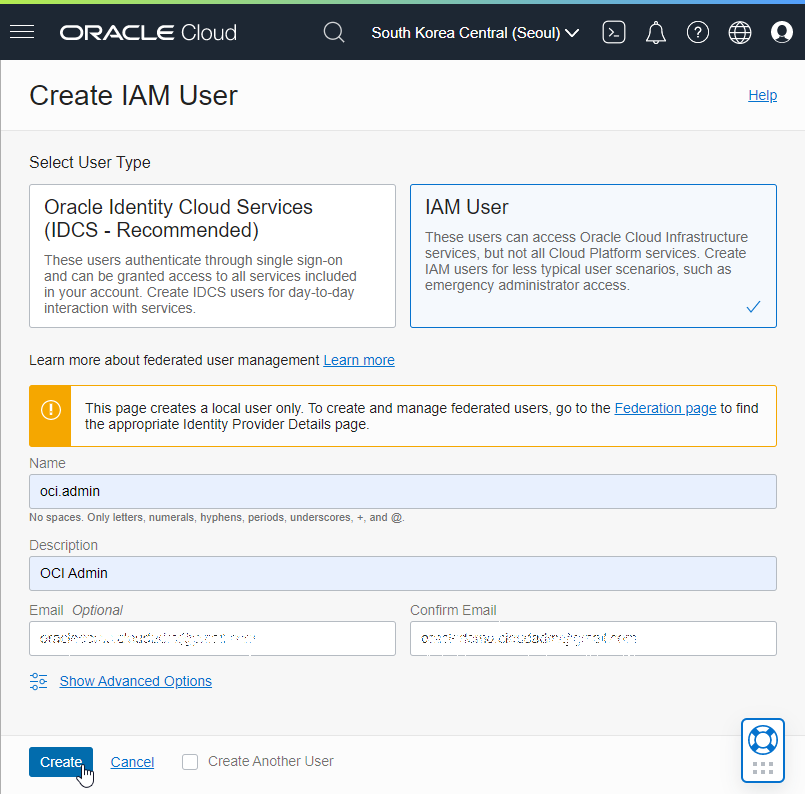 ORACLE Cloud
South Korea Central (Seoul)
Create IAM User
Help
Select User Type
Oracle Identity Cloud Services
(IDCS - Recommended)
These users authenticate through single sign-on
and can be granted access to all services included
in your account. Create IDCS users for day-to-day
interaction with services.
IAM User
These users can access Oracle Cloud Infrastructure
services, but not all Cloud Platform services. Create
IAM users for less typical user scenarios, such as
emergency administrator access.
Learn more about federated user management Learn more
This page creates a local user only. To create and manage federated users, go to the Federation page to find
the appropriate Identity Provider Details page.
Name
oci.admin
No spaces. Only letters, numerals, hyphens, periods, underscores, +, and @.
Description
OCI Admin
Email Optional
Confirm Email
Show Advanced Options
Create
Cancel
Create Another User